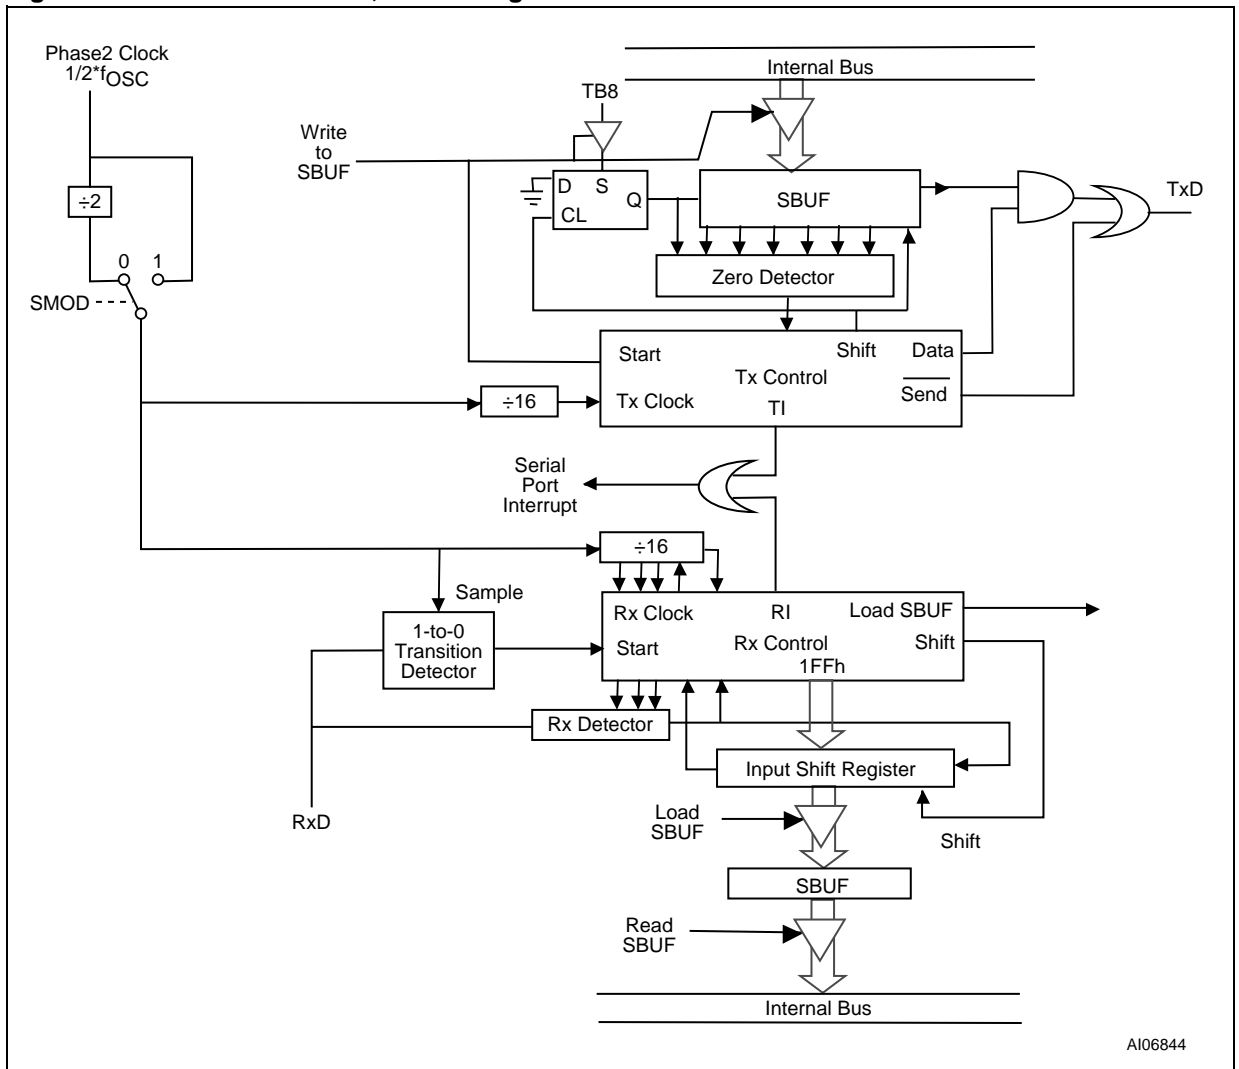 Phase2 Clock
1/2*fOSC
Internal Bus
TB8
Write
to
SBUF
D S
Q
CL
SBUF
TxD
÷2
0 1
Zero Detector
SMOD
Start
Shift
Data
Tx Control
Send
Tx Clock
TI
÷16
Serial
Port
Interrupt
÷16
Sample
Rx Clock
RI
Load SBUF
1-to-0
Transition
Detector
Start
Rx Control
Shift
1FFh
Rx Detector
Input Shift Register
RxD
Load
SBUF
Shift
SBUF
Read
SBUF
Internal Bus
AI06844